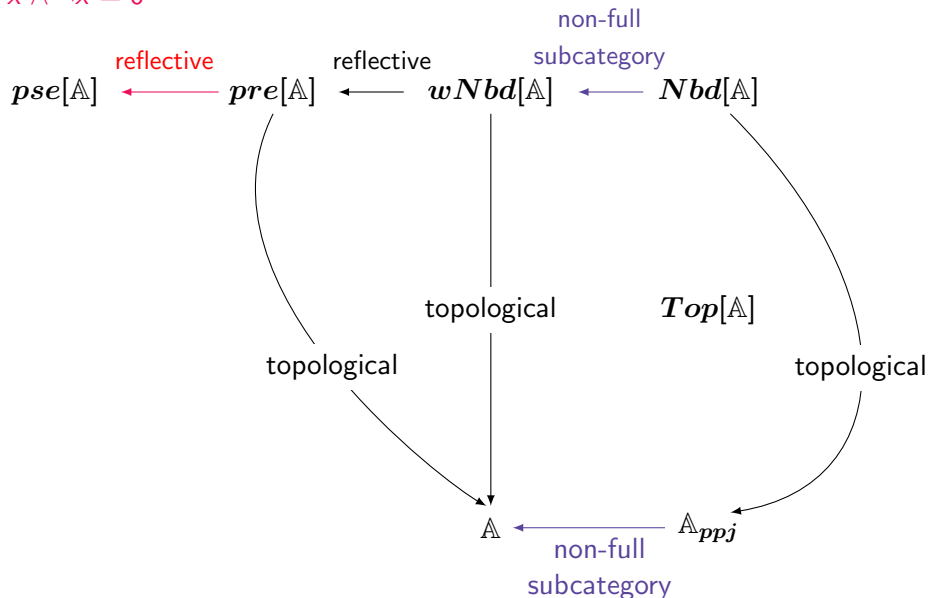 non-full
reflective reflective subcategory
pse[𝔸] pre[𝔸] wNbd[𝔸] Nbd[𝔸]
topological Top[𝔸]
topological topological
𝔸 𝔸ppj
non-full
subcategory